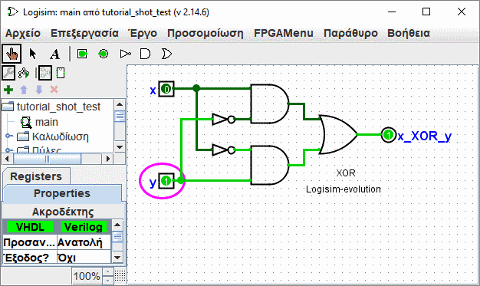 Logisim: main από tutorial_shot_test (v 2.14.6)
Αρχείο Επεξεργασία Έργο Προσομοίωση FPGAMenu Παράθυρο Βοήθεια
A
tutorial_shot_test
main
Καλωδίωση
Πύλες
Registers
Properties
Ακροδέκτης
VHDL Verilog
Προσαν... Ανατολή
Έξοδος? Όχι
100%
x 0
y 1
1 x_XOR_y
XOR
Logisim-evolution